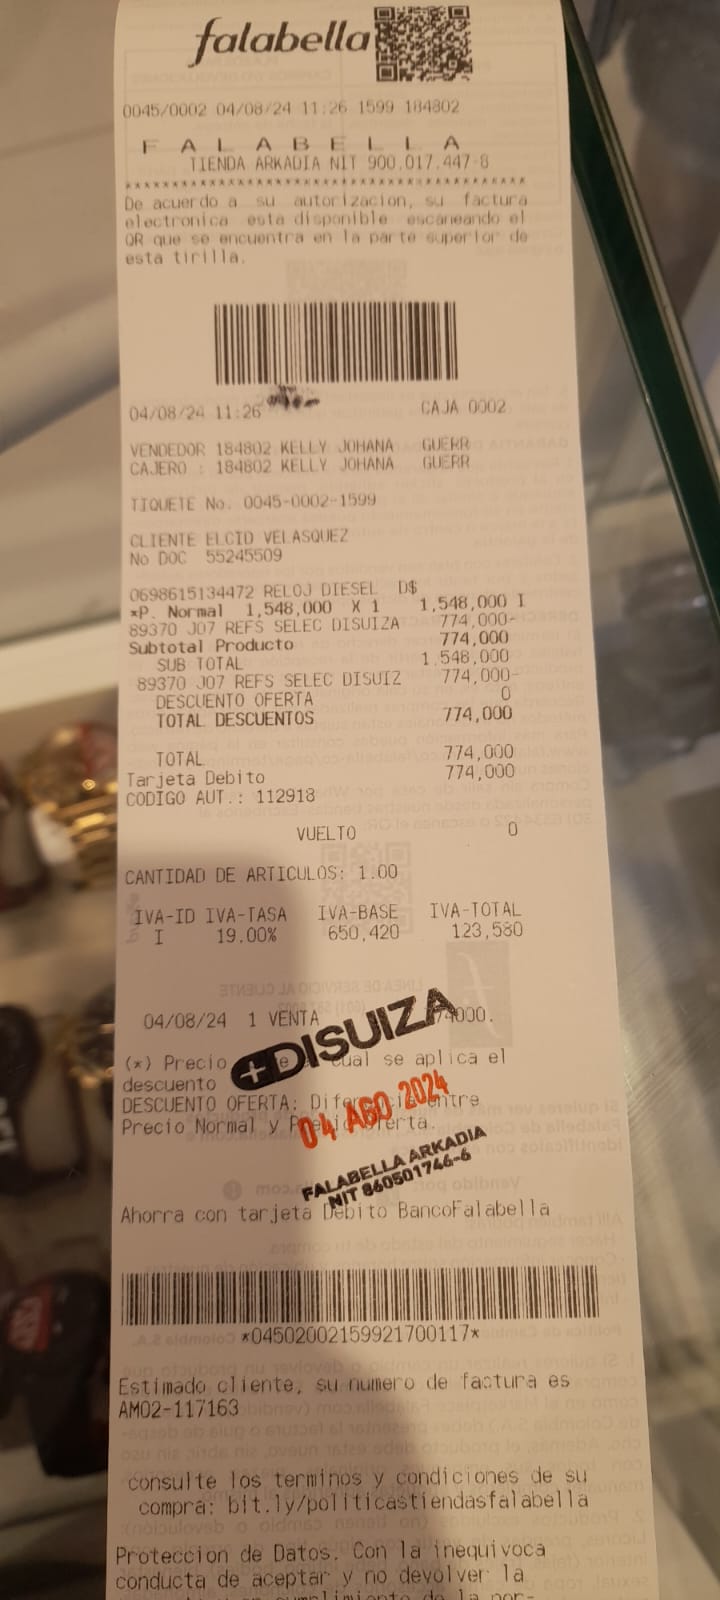 falabella
0045/0002 04/08/24 11:26 1599 184802
F A L A B E L L A
TIENDA ARKADIA NIT 900.017.447-8
****************************************************
De acuerdo a su autorizacion, su factura
electronica esta disponible escaneando el
QR que se encuentra en la parte superior de
esta tirilla.
04/08/24 11:26 CAJA 0002
VENDEDOR 184802 KELLY JOHANA GUERR
CAJERO : 184802 KELLY JOHANA GUERR
TIQUETE No. 0045-0002-1599
CLIENTE ELCID VELASQUEZ
No DOC 55245509
0698615134472 RELOJ DIESEL D$
*P. Normal 1,548,000 X 1 1,548,000 I
89370 J07 REFS SELEC DISUIZA 774,000-
Subtotal Producto 774,000
SUB TOTAL 1,548,000
89370 J07 REFS SELEC DISUIZ 774,000-
DESCUENTO OFERTA 0
TOTAL DESCUENTOS 774,000
TOTAL 774,000
Tarjeta Debito 774,000
CODIGO AUT.: 112918
VUELTO 0
CANTIDAD DE ARTICULOS: 1.00
IVA-ID IVA-TASA IVA-BASE IVA-TOTAL
I 19.00% 650,420 123,580
04/08/24 1 VENTA 74000.
+DISUIZA
(*) Precio cual se aplica el
descuento
DESCUENTO OFERTA: entre
04 AGO 2024
Precio Normal y Oferta.
FALABELLA ARKADIA
NIT 860501746-6
Ahorra con tarjeta Debito BancoFalabella
*04502002159921700117*
Estimado cliente, su numero de factura es
AM02-117163
consulte los terminos y condiciones de su
compra: bit.ly/politicastiendasfalabella
Proteccion de Datos. Con la inequivoca
conducta de aceptar y no devolver la